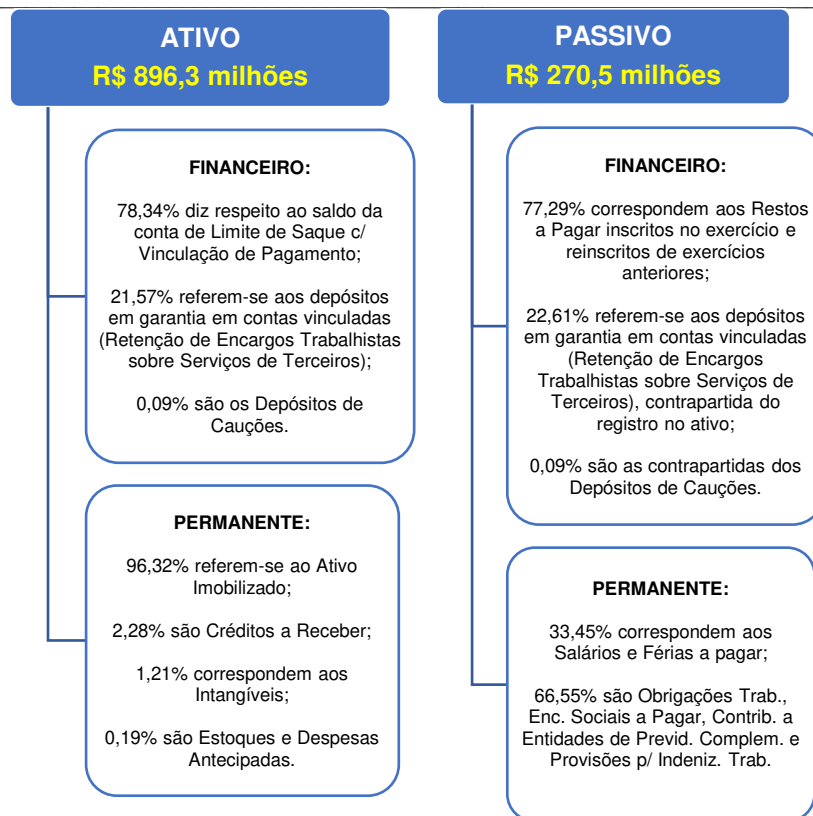 ATIVO
R$ 896,3 milhões
FINANCEIRO:
78,34% diz respeito ao saldo da
conta de Limite de Saque c/
Vinculação de Pagamento;
21,57% referem-se aos depósitos
em garantia em contas vinculadas
(Retenção de Encargos Trabalhistas
sobre Serviços de Terceiros);
0,09% são os Depósitos de
Cauções.
PERMANENTE:
96,32% referem-se ao Ativo
Imobilizado;
2,28% são Créditos a Receber;
1,21% correspondem aos
Intangíveis;
0,19% são Estoques e Despesas
Antecipadas.
PASSIVO
R$ 270,5 milhões
FINANCEIRO:
77,29% correspondem aos Restos
a Pagar inscritos no exercício e
reinscritos de exercícios
anteriores;
22,61% referem-se aos depósitos
em garantia em contas vinculadas
(Retenção de Encargos
Trabalhistas sobre Serviços de
Terceiros), contrapartida do
registro no ativo;
0,09% são as contrapartidas dos
Depósitos de Cauções.
PERMANENTE:
33,45% correspondem aos
Salários e Férias a pagar;
66,55% são Obrigações Trab.,
Enc. Sociais a Pagar, Contrib. a
Entidades de Previd. Complem. e
Provisões p/ Indeniz. Trab.